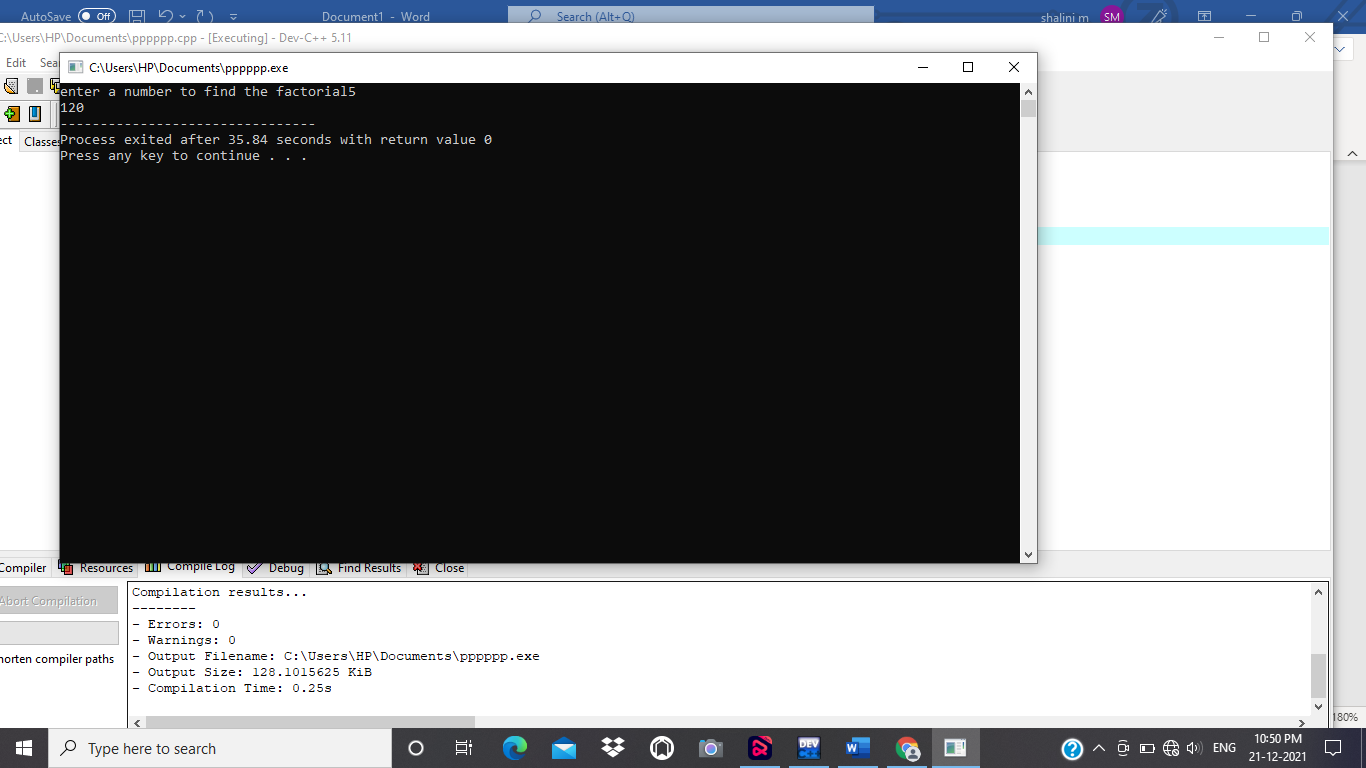 AutoSave Off Document1 - Word Search (Alt+Q) shalini m SM
C:\Users\HP\Documents\pppppp.cpp - [Executing] - Dev-C++ 5.11
Edit
C:\Users\HP\Documents\pppppp.exe
enter a number to find the factorial5
120
--------------------------------
Process exited after 35.84 seconds with return value 0
Press any key to continue . . .
Classes
Compiler Resources Compile Log Debug Find Results Close
Abort Compilation
Compilation results...
--------
- Errors: 0
- Warnings: 0
- Output Filename: C:\Users\HP\Documents\pppppp.exe
- Output Size: 128.1015625 KiB
- Compilation Time: 0.25s
compiler paths
180%
Type here to search
DEV
ENG
10:50 PM
21-12-2021